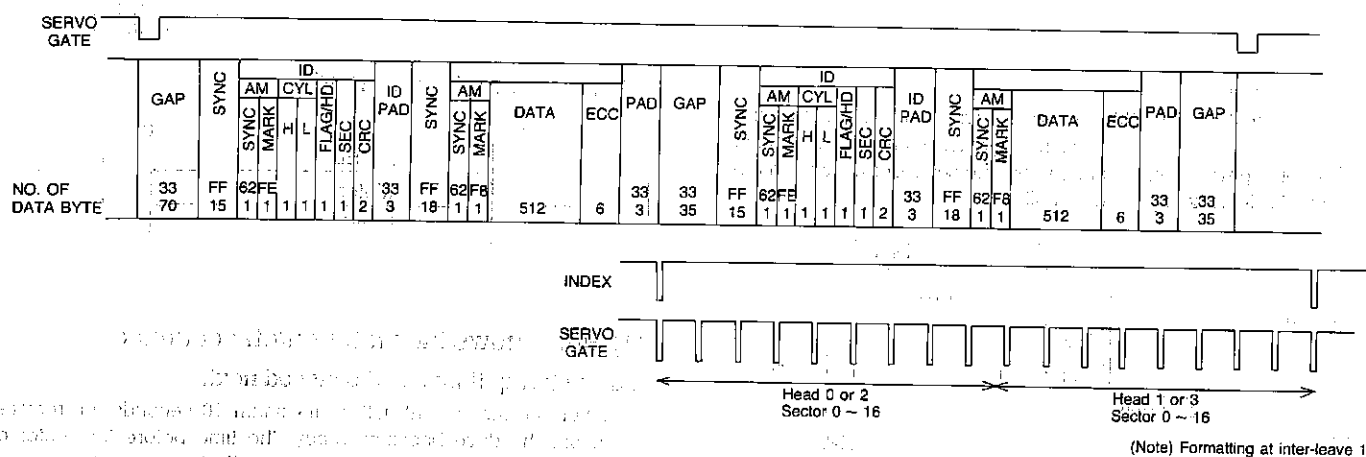 SERVO
GATE
GAP SYNC ID ID PAD SYNC AM DATA ECC PAD GAP SYNC ID ID PAD SYNC AM DATA ECC PAD GAP
AM CYL FLAG/HD SEC CRC AM CYL FLAG/HD SEC CRC
SYNC MARK H L SYNC MARK SYNC MARK H L SYNC MARK
NO. OF
DATA BYTE
33 FF 62 FE 33 FF 62 F8 33 33 FF 62 FE 33 FF 62 F8 33 33
70 15 1 1 1 1 1 1 2 3 18 1 1 512 6 3 35 15 1 1 1 1 1 1 2 3 18 1 1 512 6 3 35
INDEX
SERVO
GATE
Head 0 or 2
Sector 0 ~ 16
Head 1 or 3
Sector 0 ~ 16
(Note) Formatting at inter-leave 1